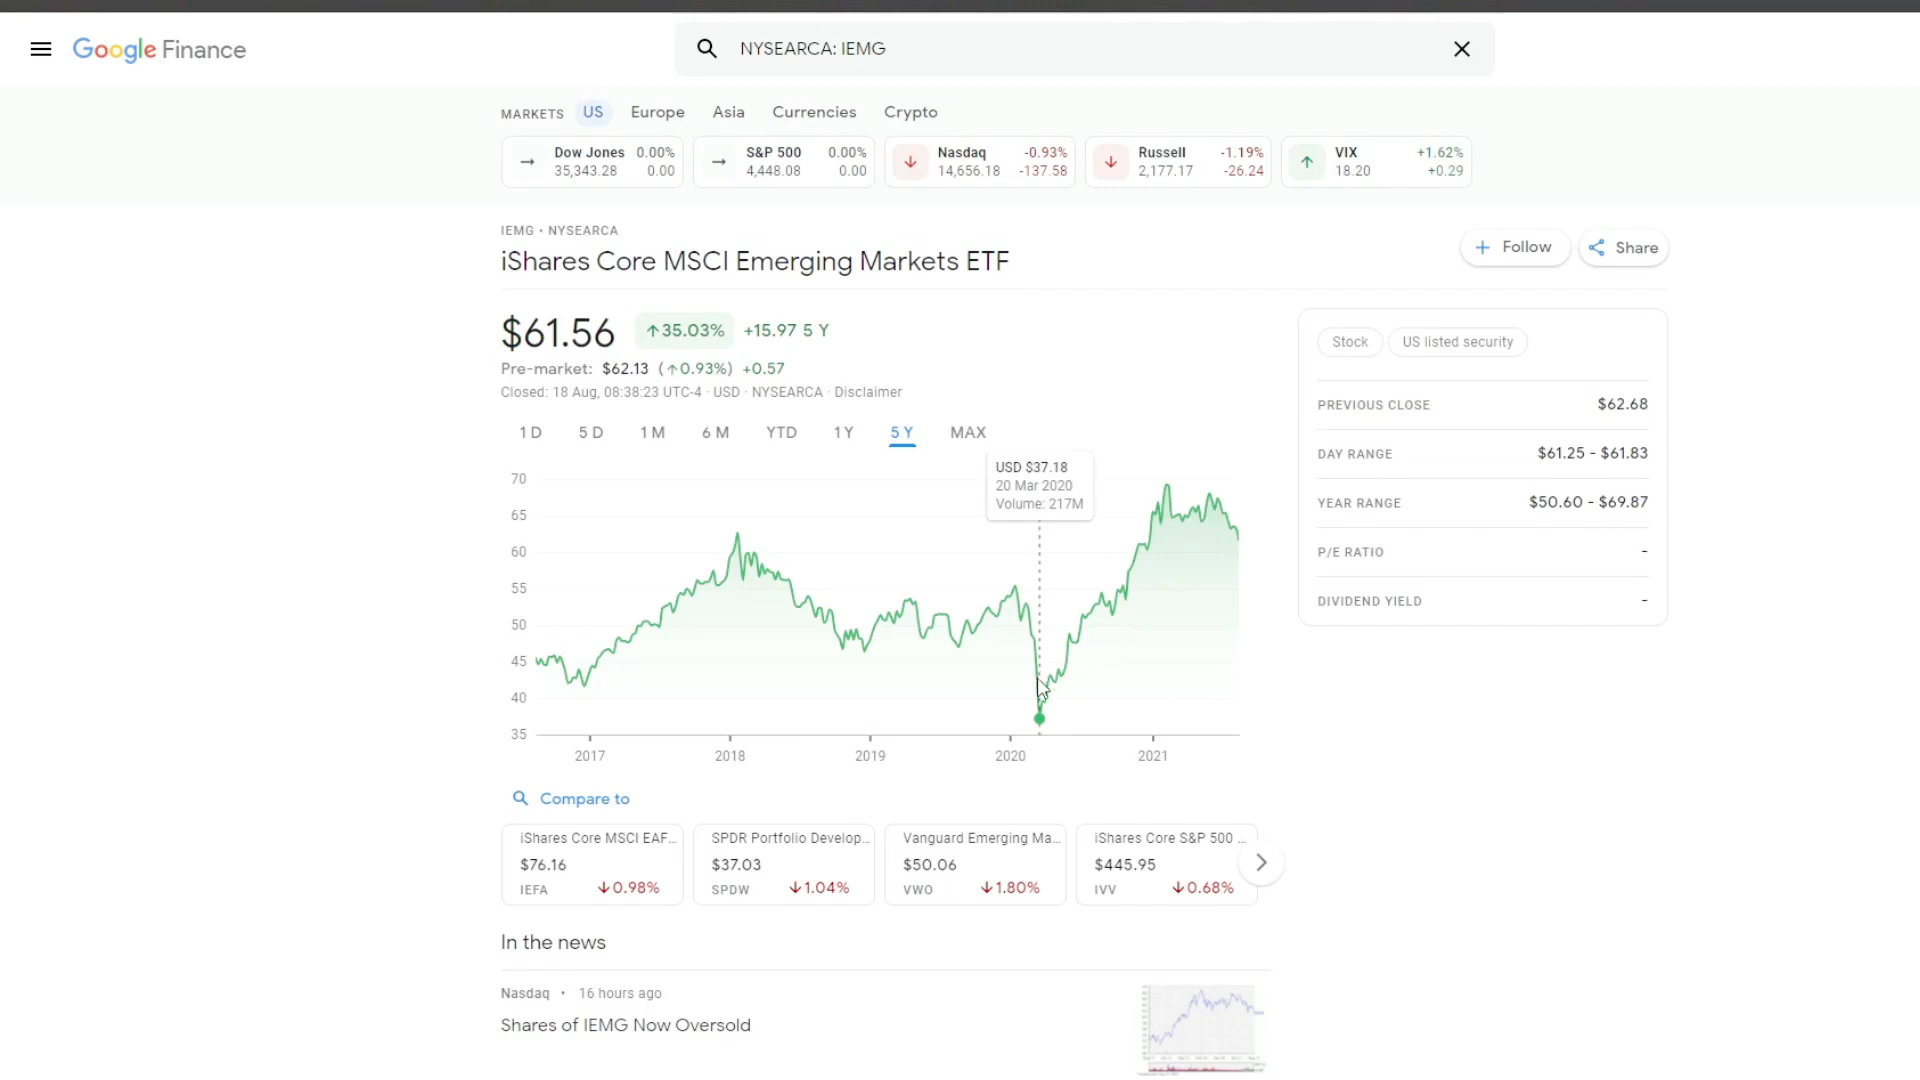 Google Finance
NYSEARCA: IEMG
MARKETS US Europe Asia Currencies Crypto
Dow Jones 0.00%
35,343.28 0.00
S&P 500 0.00%
4,448.08 0.00
Nasdaq -0.93%
14,656.18 -137.58
Russell -1.19%
2,177.17 -26.24
VIX +1.62%
18.20 +0.29
IEMG • NYSEARCA
iShares Core MSCI Emerging Markets ETF
Follow
Share
$61.56 ↑35.03% +15.97 5 Y
Pre-market: $62.13 (↑0.93%) +0.57
Closed: 18 Aug, 08:38:23 UTC-4 · USD · NYSEARCA · Disclaimer
1 D 5 D 1 M 6 M YTD 1 Y 5 Y MAX
USD $37.18
20 Mar 2020
Volume: 217M
70
65
60
55
50
45
40
35
2017 2018 2019 2020 2021
Stock US listed security
PREVIOUS CLOSE $62.68
DAY RANGE $61.25 - $61.83
YEAR RANGE $50.60 - $69.87
P/E RATIO -
DIVIDEND YIELD -
Compare to
iShares Core MSCI EAF...
$76.16
IEFA ↓0.98%
SPDR Portfolio Develop...
$37.03
SPDW ↓1.04%
Vanguard Emerging Ma...
$50.06
VWO ↓1.80%
iShares Core S&P 500 ...
$445.95
IVV ↓0.68%
In the news
Nasdaq • 16 hours ago
Shares of IEMG Now Oversold